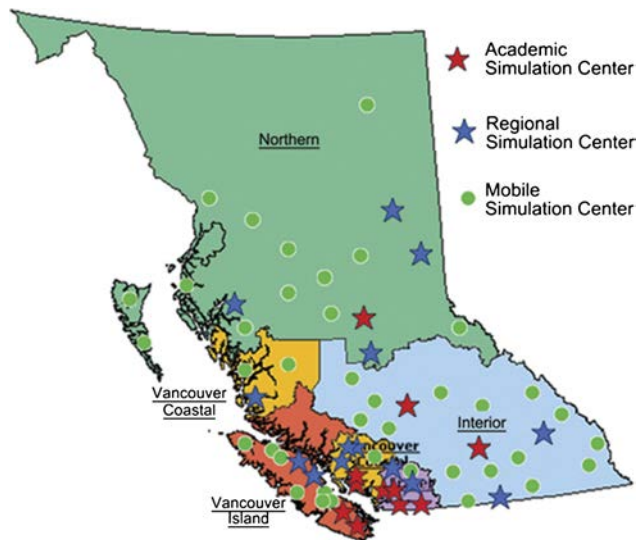 Academic
Simulation Center
Regional
Simulation Center
Mobile
Simulation Center
Northern
Vancouver
Coastal
Interior
Vancouver
Island